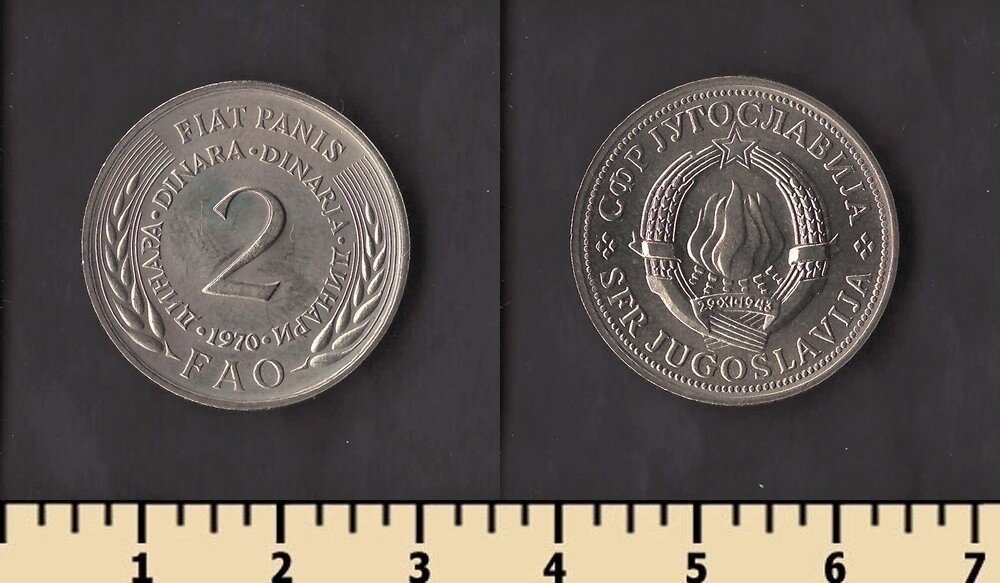 FIAT PANIS
ДИНАРА · DINARA · DINARJA · ДИНАРИ
2
· 1970 ·
FAO
СФР ЈУГОСЛАВИЈА
29·XI·1943
SFR JUGOSLAVIJA
1 2 3 4 5 6 7